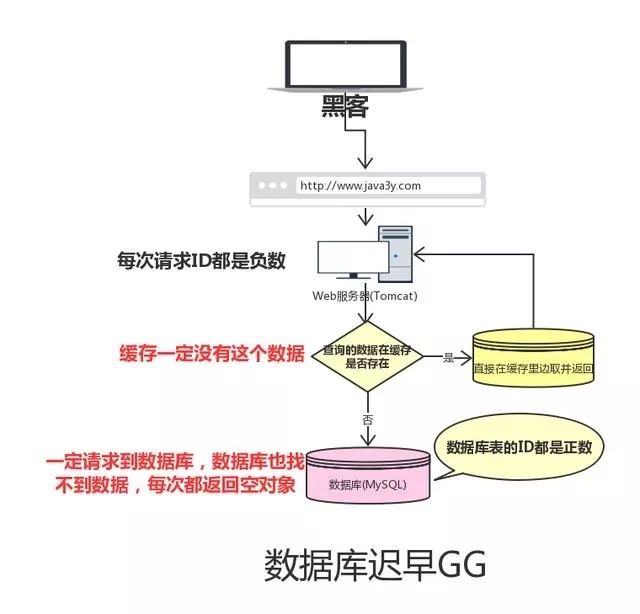 黑客
http://www.java3y.com
每次请求ID都是负数
Web服务器(Tomcat)
缓存一定没有这个数据
查询的数据在缓存
是否存在
是
直接在缓存里边取并返回
否
一定请求到数据库，数据库也找
不到数据，每次都返回空对象
数据库(MySQL)
数据库表的ID都是正数
数据库迟早GG